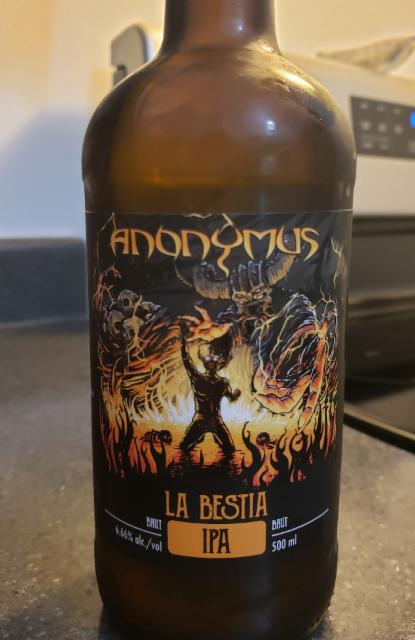 ANONYMUS
LA BESTIA
BRUT IPA BRUT
6.66% alc./vol 500 ml